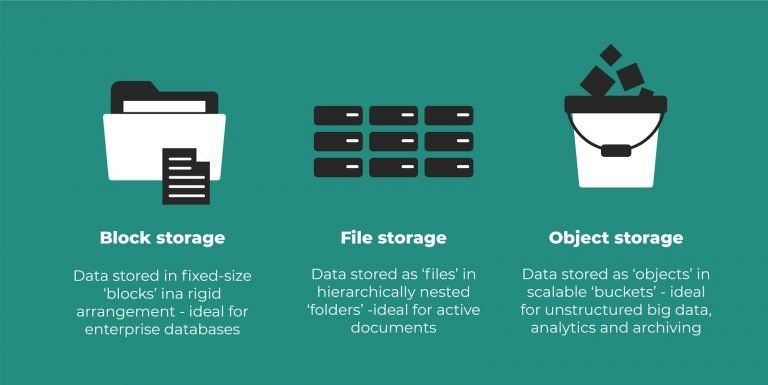 Block storage
Data stored in fixed-size
‘blocks’ ina rigid
arrangement - ideal for
enterprise databases
File storage
Data stored as ‘files’ in
hierarchically nested
‘folders’ -ideal for active
documents
Object storage
Data stored as ‘objects’ in
scalable ‘buckets’ - ideal
for unstructured big data,
analytics and archiving